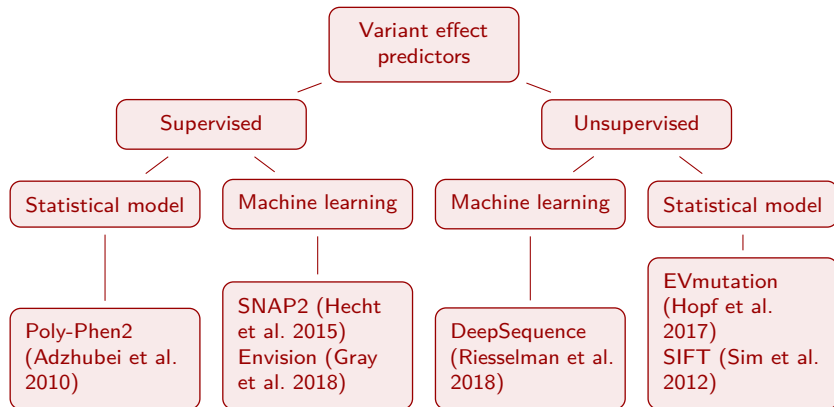 Variant effect
predictors
Supervised
Unsupervised
Statistical model
Machine learning
Machine learning
Statistical model
Poly-Phen2
(Adzhubei et al.
2010)
SNAP2 (Hecht
et al. 2015)
Envision (Gray
et al. 2018)
DeepSequence
(Riesselman et al.
2018)
EVmutation
(Hopf et al.
2017)
SIFT (Sim et al.
2012)